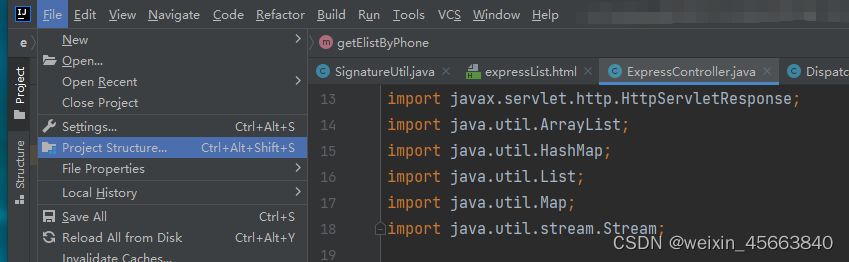 IJ File Edit View Navigate Code Refactor Build Run Tools VCS Window Help
e getElistByPhone
New
Open...
Open Recent
Close Project
Settings... Ctrl+Alt+S
Project Structure... Ctrl+Alt+Shift+S
File Properties
Local History
Save All Ctrl+S
Reload All from Disk Ctrl+Alt+Y
Invalidate Caches...
Project
Structure
SignatureUtil.java expressList.html ExpressController.java Dispatc
13 import javax.servlet.http.HttpServletResponse;
14 import java.util.ArrayList;
15 import java.util.HashMap;
16 import java.util.List;
17 import java.util.Map;
18 import java.util.stream.Stream;
19
CSDN @weixin_45663840